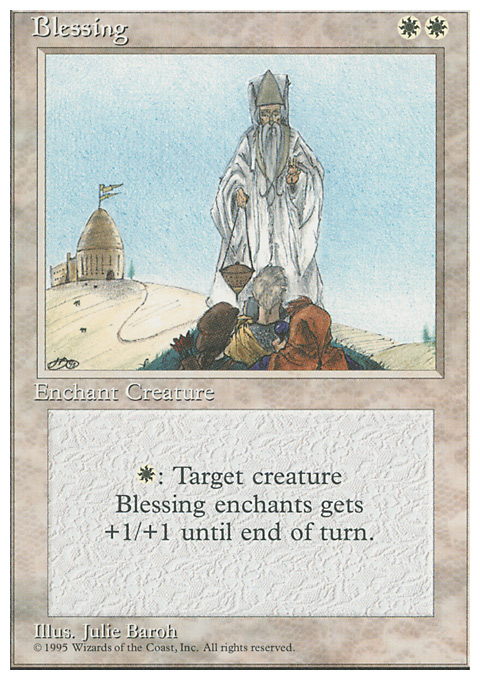 Blessing
Enchant Creature
: Target creature
Blessing enchants gets
+1/+1 until end of turn.
Illus. Julie Baroh
© 1995 Wizards of the Coast, Inc. All rights reserved.